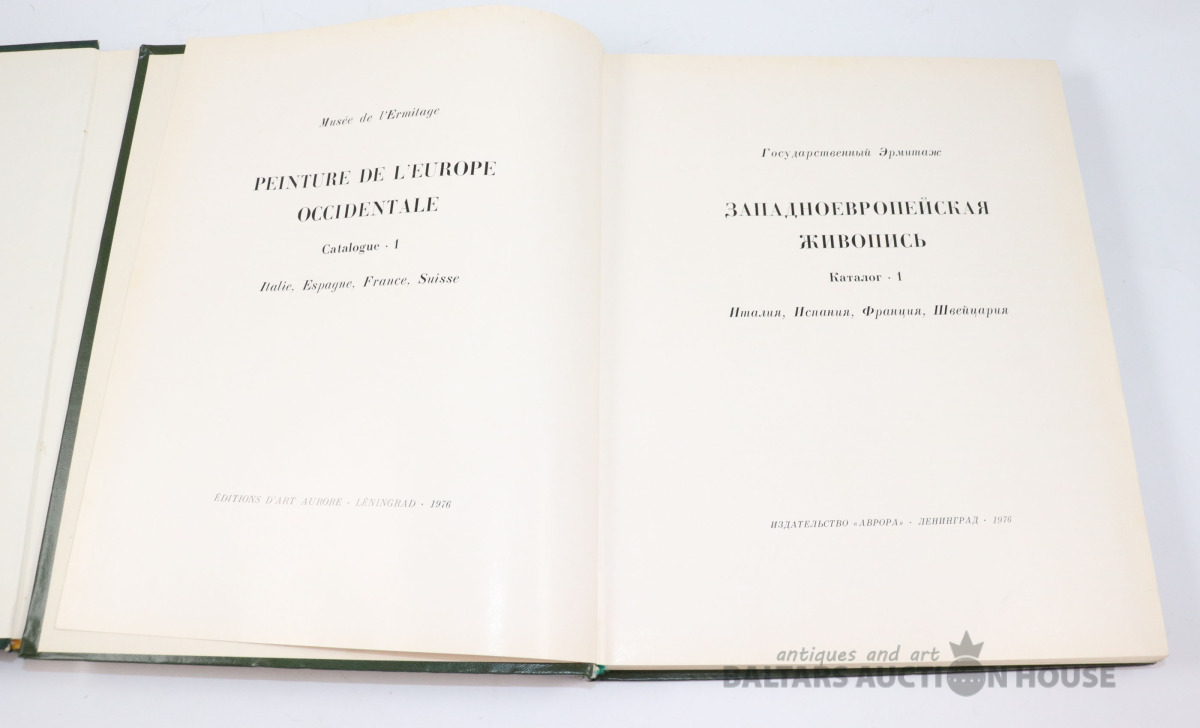 Musée de l'Ermitage
PEINTURE DE L'EUROPE
OCCIDENTALE
Catalogue · 1
Italie, Espagne, France, Suisse
ÉDITIONS D'ART AURORE · LÉNINGRAD · 1976
Государственный Эрмитаж
ЗАПАДНОЕВРОПЕЙСКАЯ
ЖИВОПИСЬ
Каталог · 1
Италия, Испания, Франция, Швейцария
ИЗДАТЕЛЬСТВО «АВРОРА» · ЛЕНИНГРАД · 1976
antiques and art
BALTARS AUCTION HOUSE